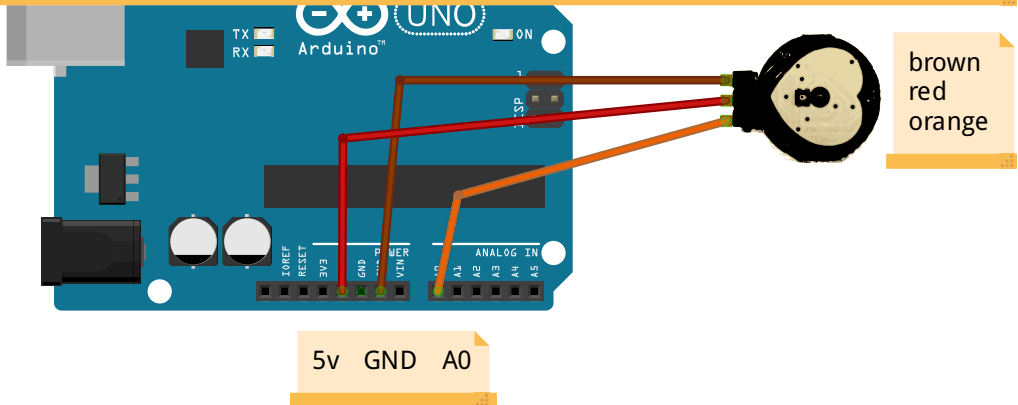 UNO
TX
RX
Arduino™
ON
brown
red
orange
POWER
ANALOG IN
IOREF
RESET
3V3
GND
VIN
A1
A2
A3
A4
A5
5v GND A0